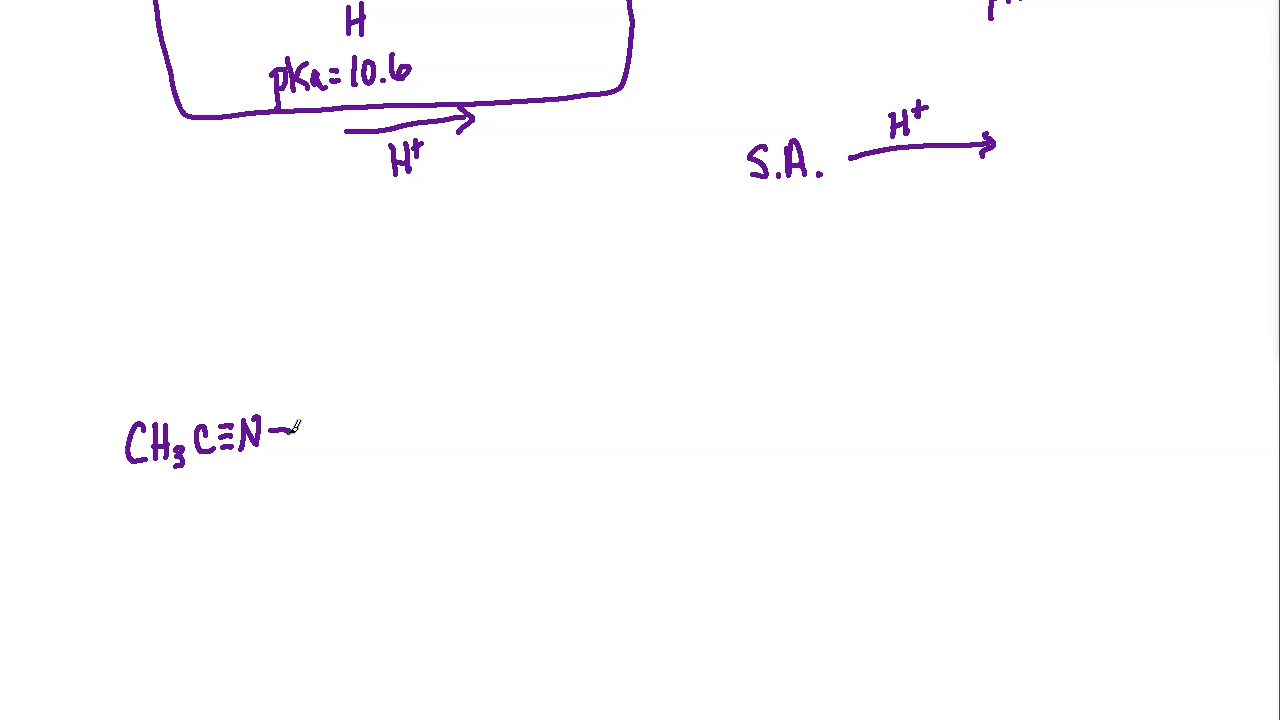 H
pKa=10.6
H⁺
H⁺
S.A.
CH₃C≡N−